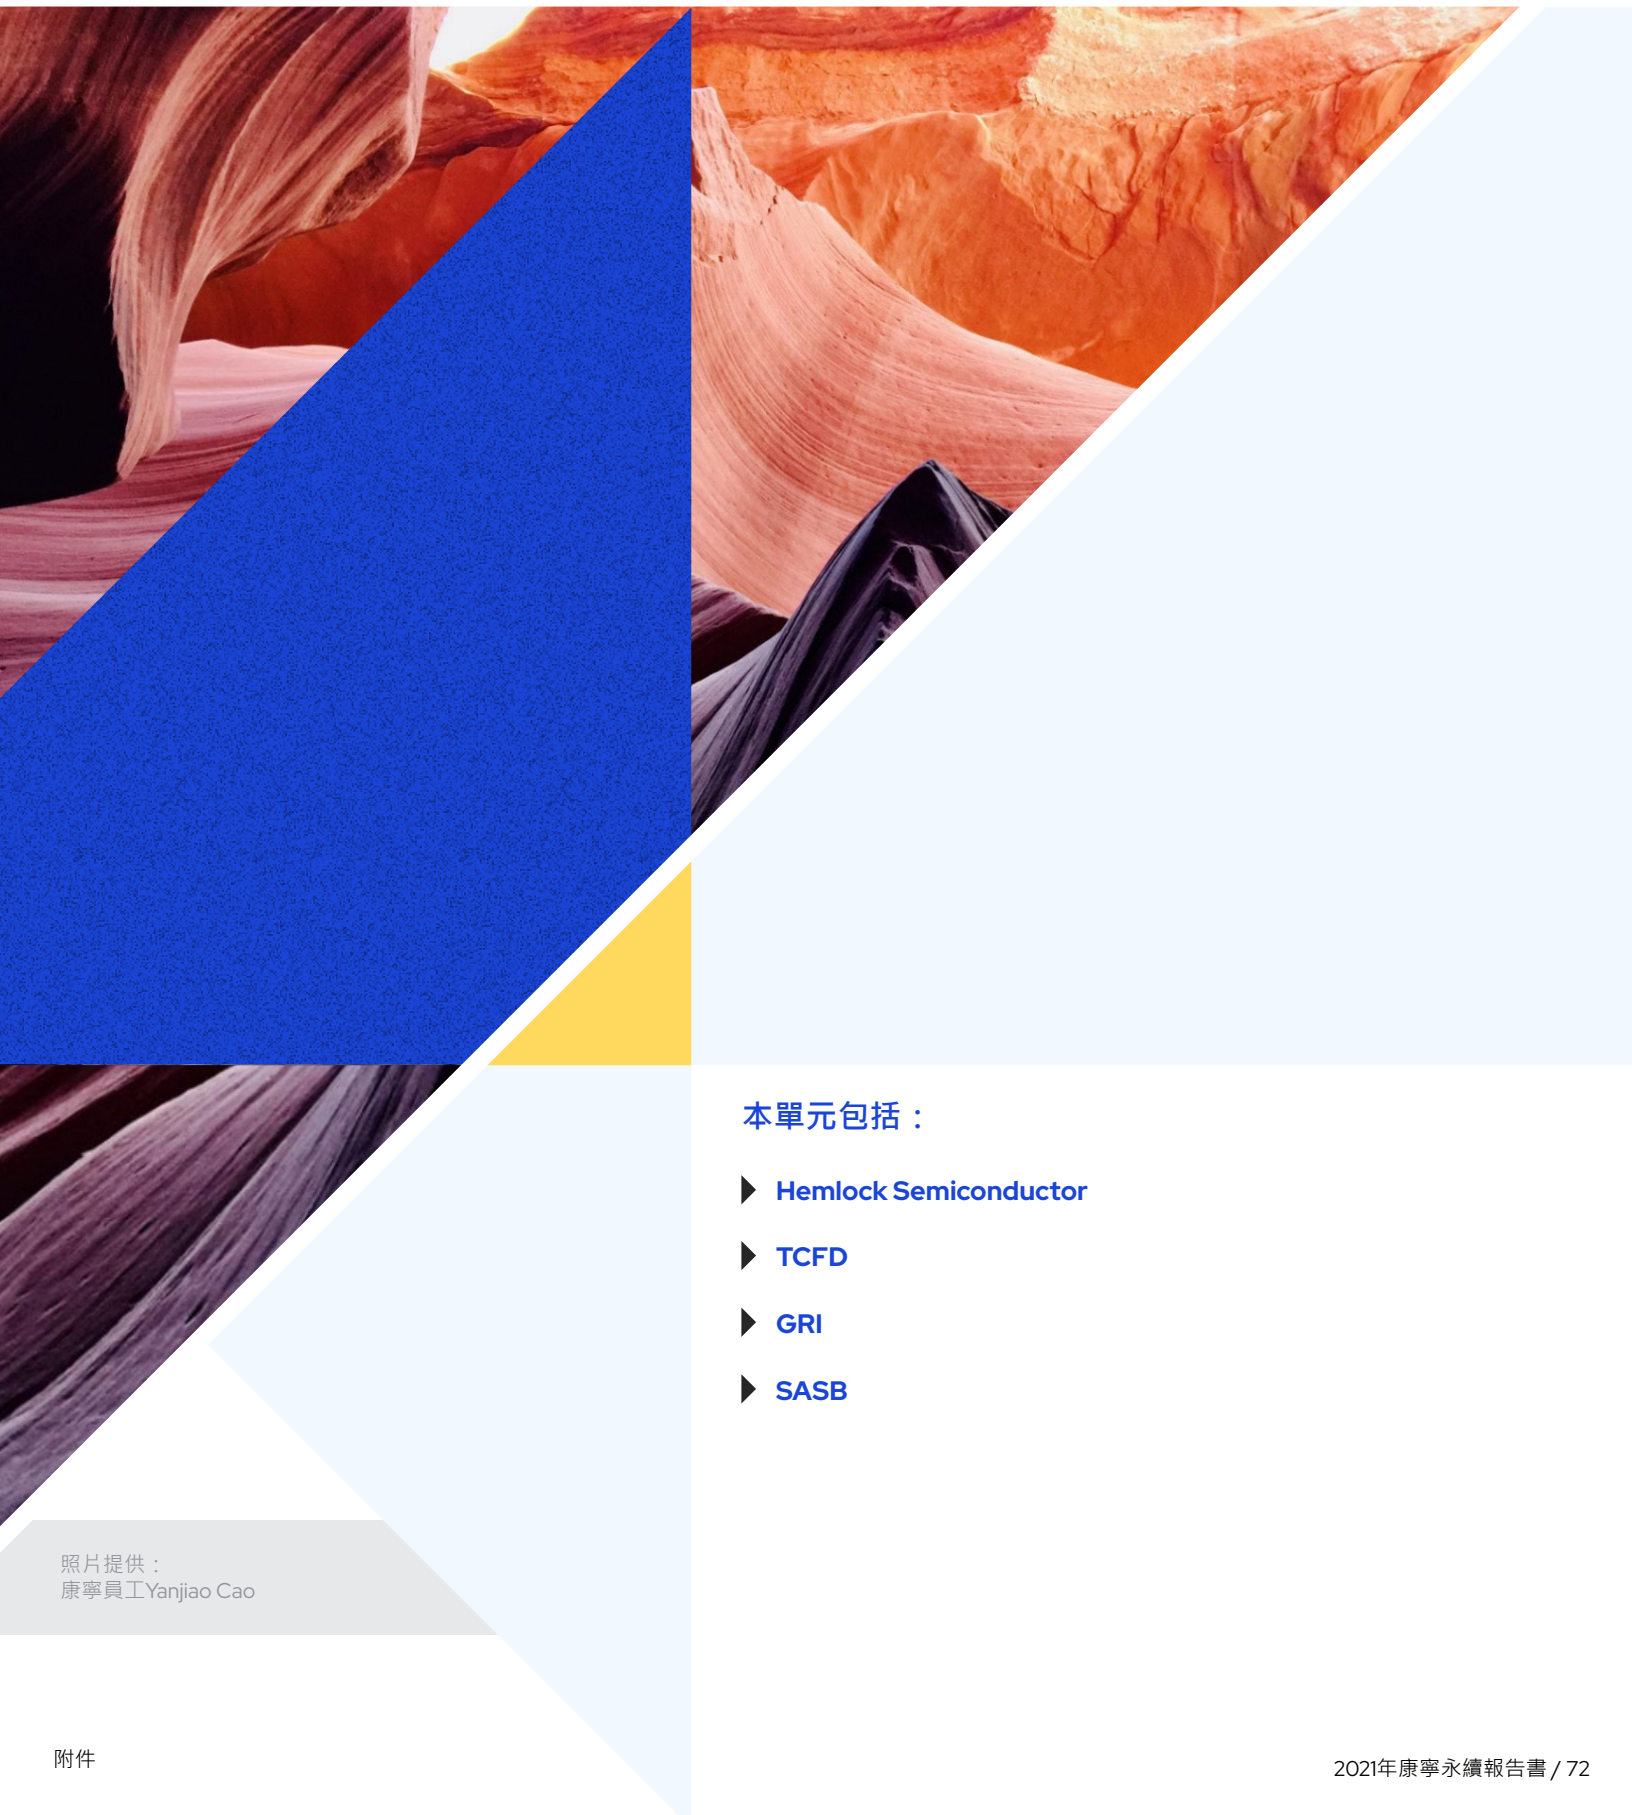 本單元包括：
Hemlock Semiconductor
TCFD
GRI
SASB
照片提供：
康寧員工Yanjiao Cao
附件
2021年康寧永續報告書 / 72